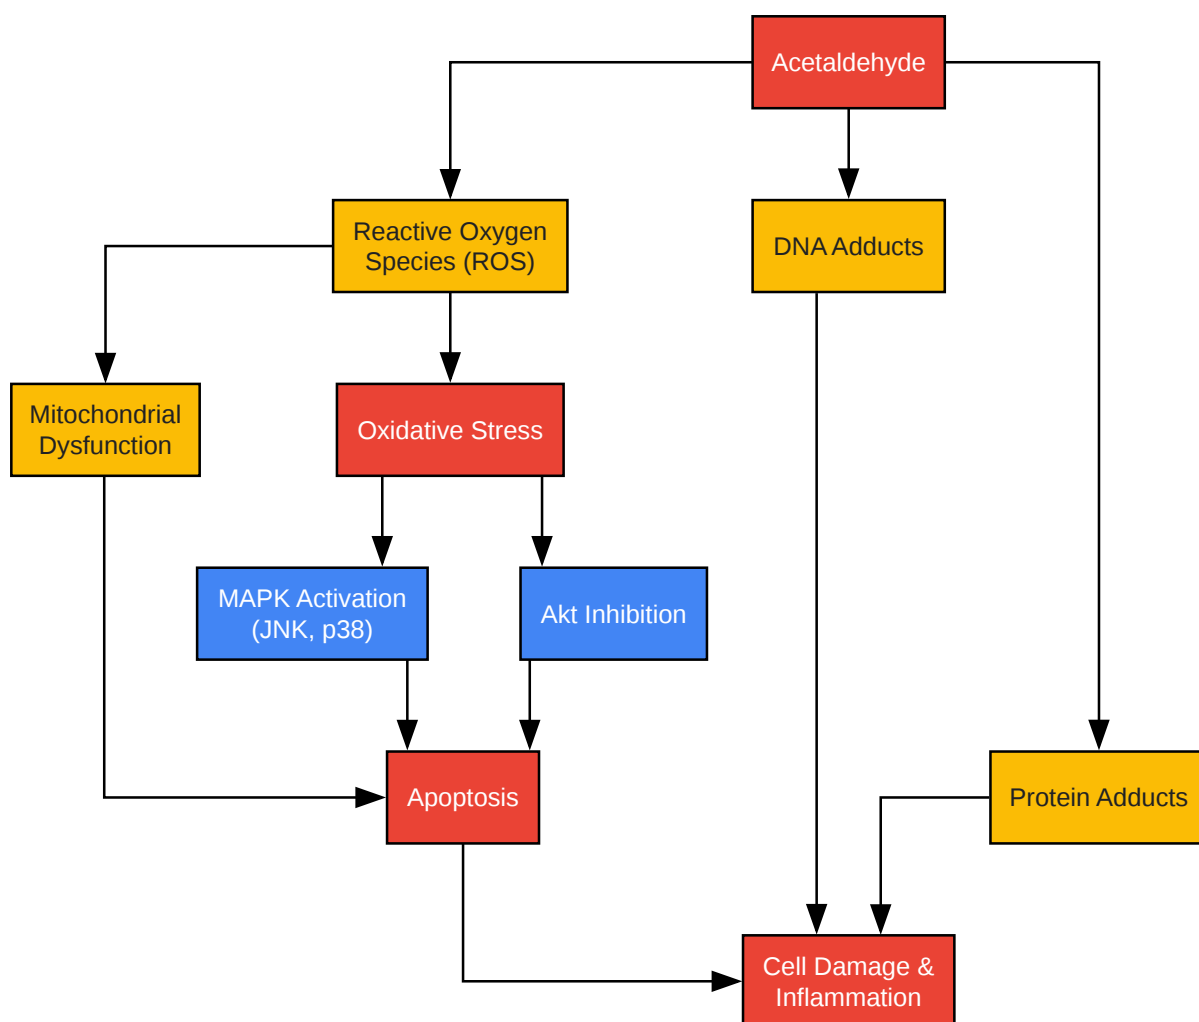 Acetaldehyde
Reactive Oxygen
Species (ROS)
DNA Adducts
Mitochondrial
Dysfunction
Oxidative Stress
MAPK Activation
(JNK, p38)
Akt Inhibition
Apoptosis
Protein Adducts
Cell Damage &
Inflammation